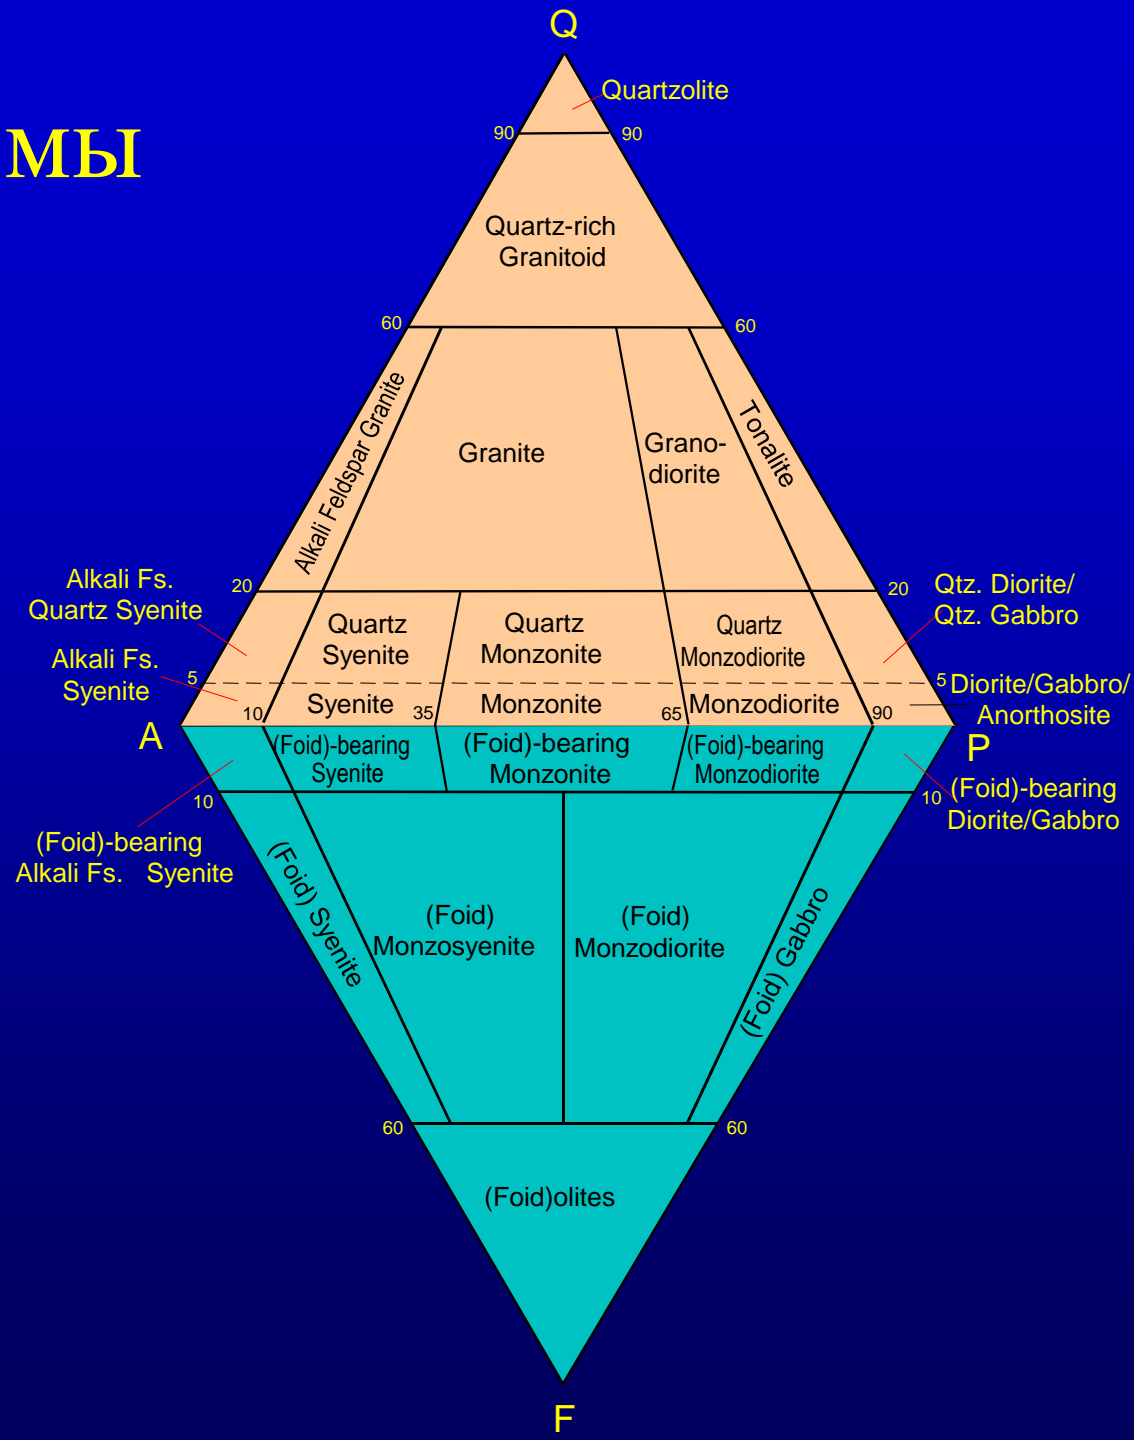 Q
Quartzolite
90
90
мы
Quartz-rich
Granitoid
60
60
Alkali Feldspar Granite
Granite
Grano-
diorite
Tonalite
20
20
Alkali Fs.
Quartz Syenite
Qtz. Diorite/
Qtz. Gabbro
Quartz
Syenite
Quartz
Monzonite
Quartz
Monzodiorite
Alkali Fs.
Syenite
5
5
Diorite/Gabbro/
Anorthosite
Syenite
Monzonite
Monzodiorite
10
35
65
90
A
P
(Foid)-bearing
Syenite
(Foid)-bearing
Monzonite
(Foid)-bearing
Monzodiorite
10
10
(Foid)-bearing
Diorite/Gabbro
(Foid)-bearing
Alkali Fs. Syenite
(Foid) Syenite
(Foid)
Monzosyenite
(Foid)
Monzodiorite
(Foid) Gabbro
60
60
(Foid)olites
F